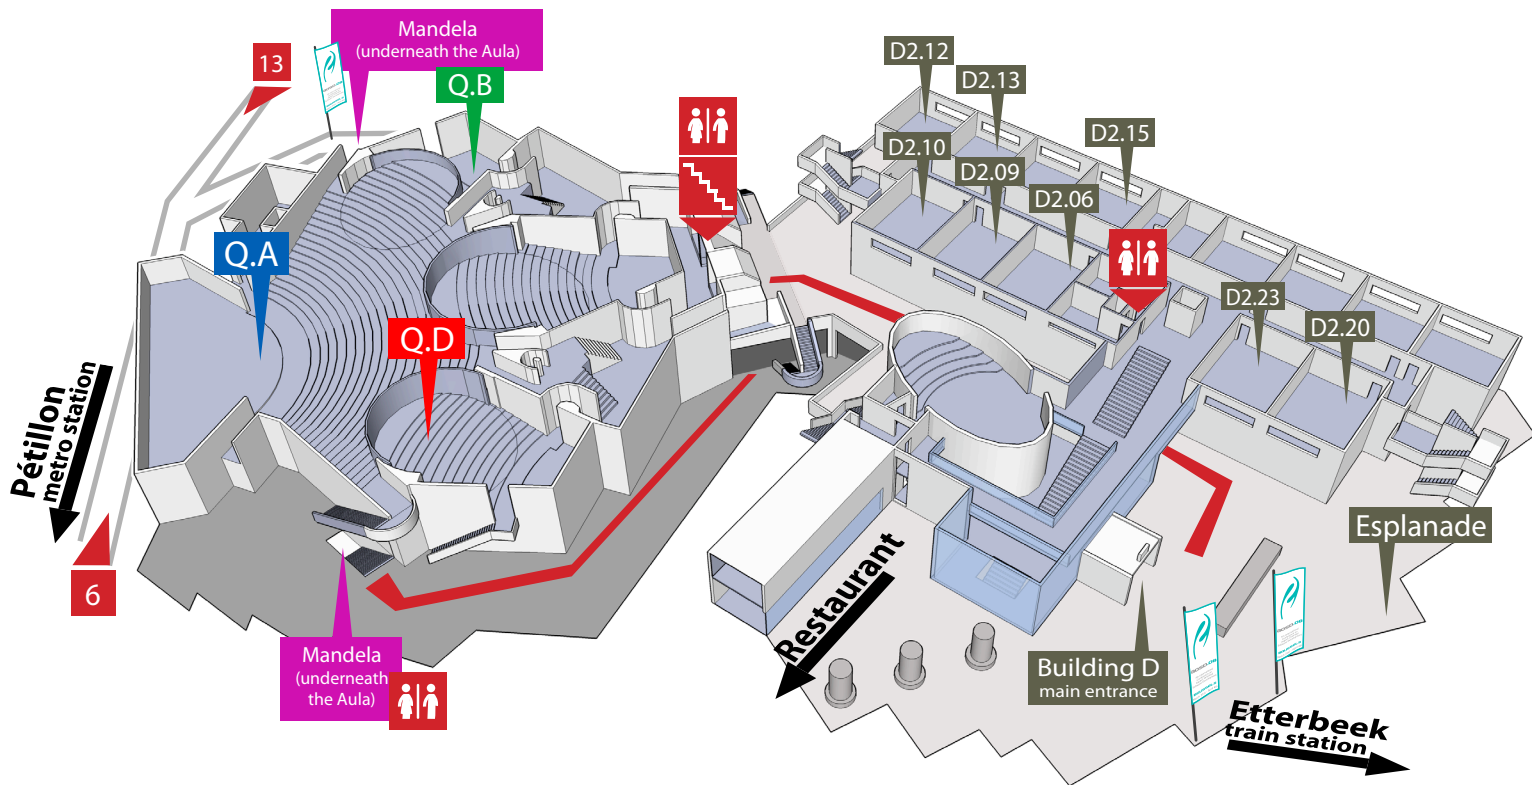 Mandela
(underneath the Aula)
13
Q.B
Q.A
Q.D
D2.12
D2.13
D2.15
D2.10
D2.09
D2.06
D2.23
D2.20
Pétillon
metro station
6
Mandela
(underneath
the Aula)
Restaurant
Esplanade
Building D
main entrance
Etterbeek
train station